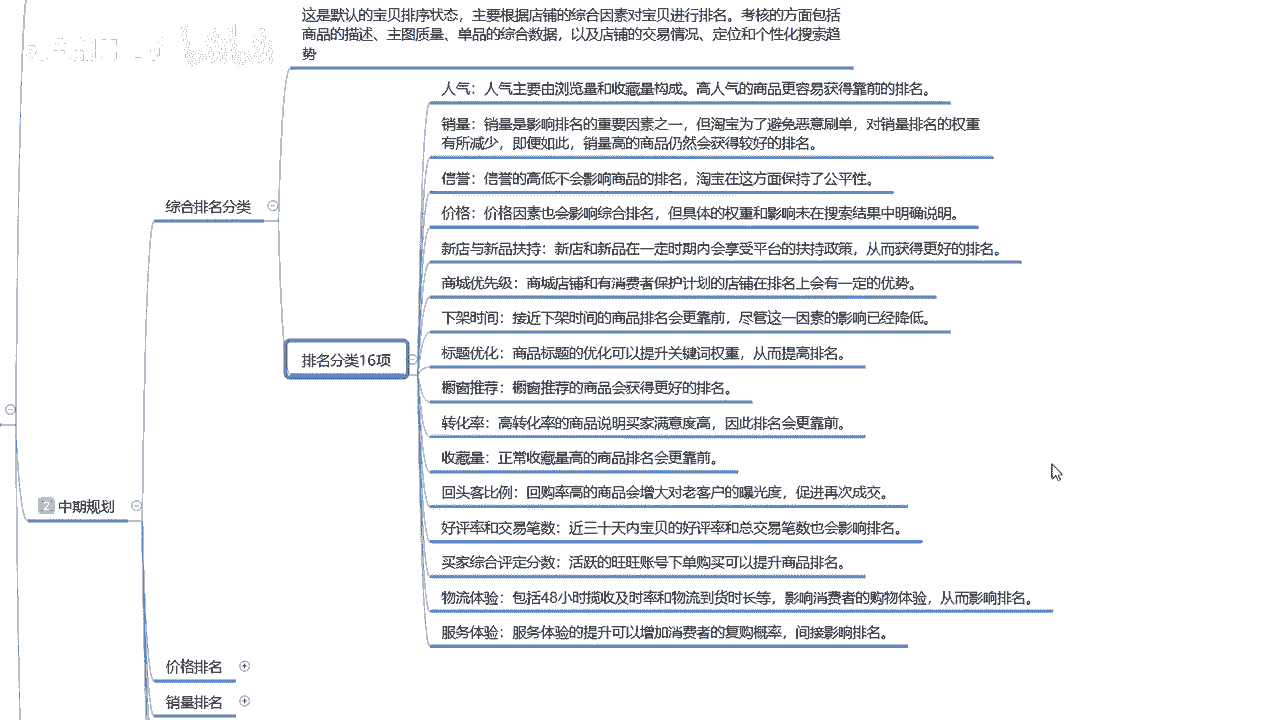 这是默认的宝贝排序状态，主要根据店铺的综合因素对宝贝进行排名。考核的方面包括
商品的描述、主图质量、单品的综合数据，以及店铺的交易情况、定位和个性化搜索趋
势
人气：人气主要由浏览量和收藏量构成。高人气的商品更容易获得靠前的排名。
销量：销量是影响排名的重要因素之一，但淘宝为了避免恶意刷单，对销量排名的权重
有所减少，即便如此，销量高的商品仍然会获得较好的排名。
信誉：信誉的高低不会影响商品的排名，淘宝在这方面保持了公平性。
综合排名分类
价格：价格因素也会影响综合排名，但具体的权重和影响未在搜索结果中明确说明。
新店与新品扶持：新店和新品在一定时期内会享受平台的扶持政策，从而获得更好的排名。
商城优先级：商城店铺和有消费者保护计划的店铺在排名上会有一定的优势。
下架时间：接近下架时间的商品排名会更靠前，尽管这一因素的影响已经降低。
排名分类16项
标题优化：商品标题的优化可以提升关键词权重，从而提高排名。
橱窗推荐：橱窗推荐的商品会获得更好的排名。
转化率：高转化率的商品说明买家满意度高，因此排名会更靠前。
收藏量：正常收藏量高的商品排名会更靠前。
回头客比例：回购率高的商品会增大对老客户的曝光度，促进再次成交。
2 中期规划
好评率和交易笔数：近三十天内宝贝的好评率和总交易笔数也会影响排名。
买家综合评定分数：活跃的旺旺账号下单购买可以提升商品排名。
物流体验：包括48小时揽收及时率和物流到货时长等，影响消费者的购物体验，从而影响排名。
服务体验：服务体验的提升可以增加消费者的复购概率，间接影响排名。
价格排名
销量排名